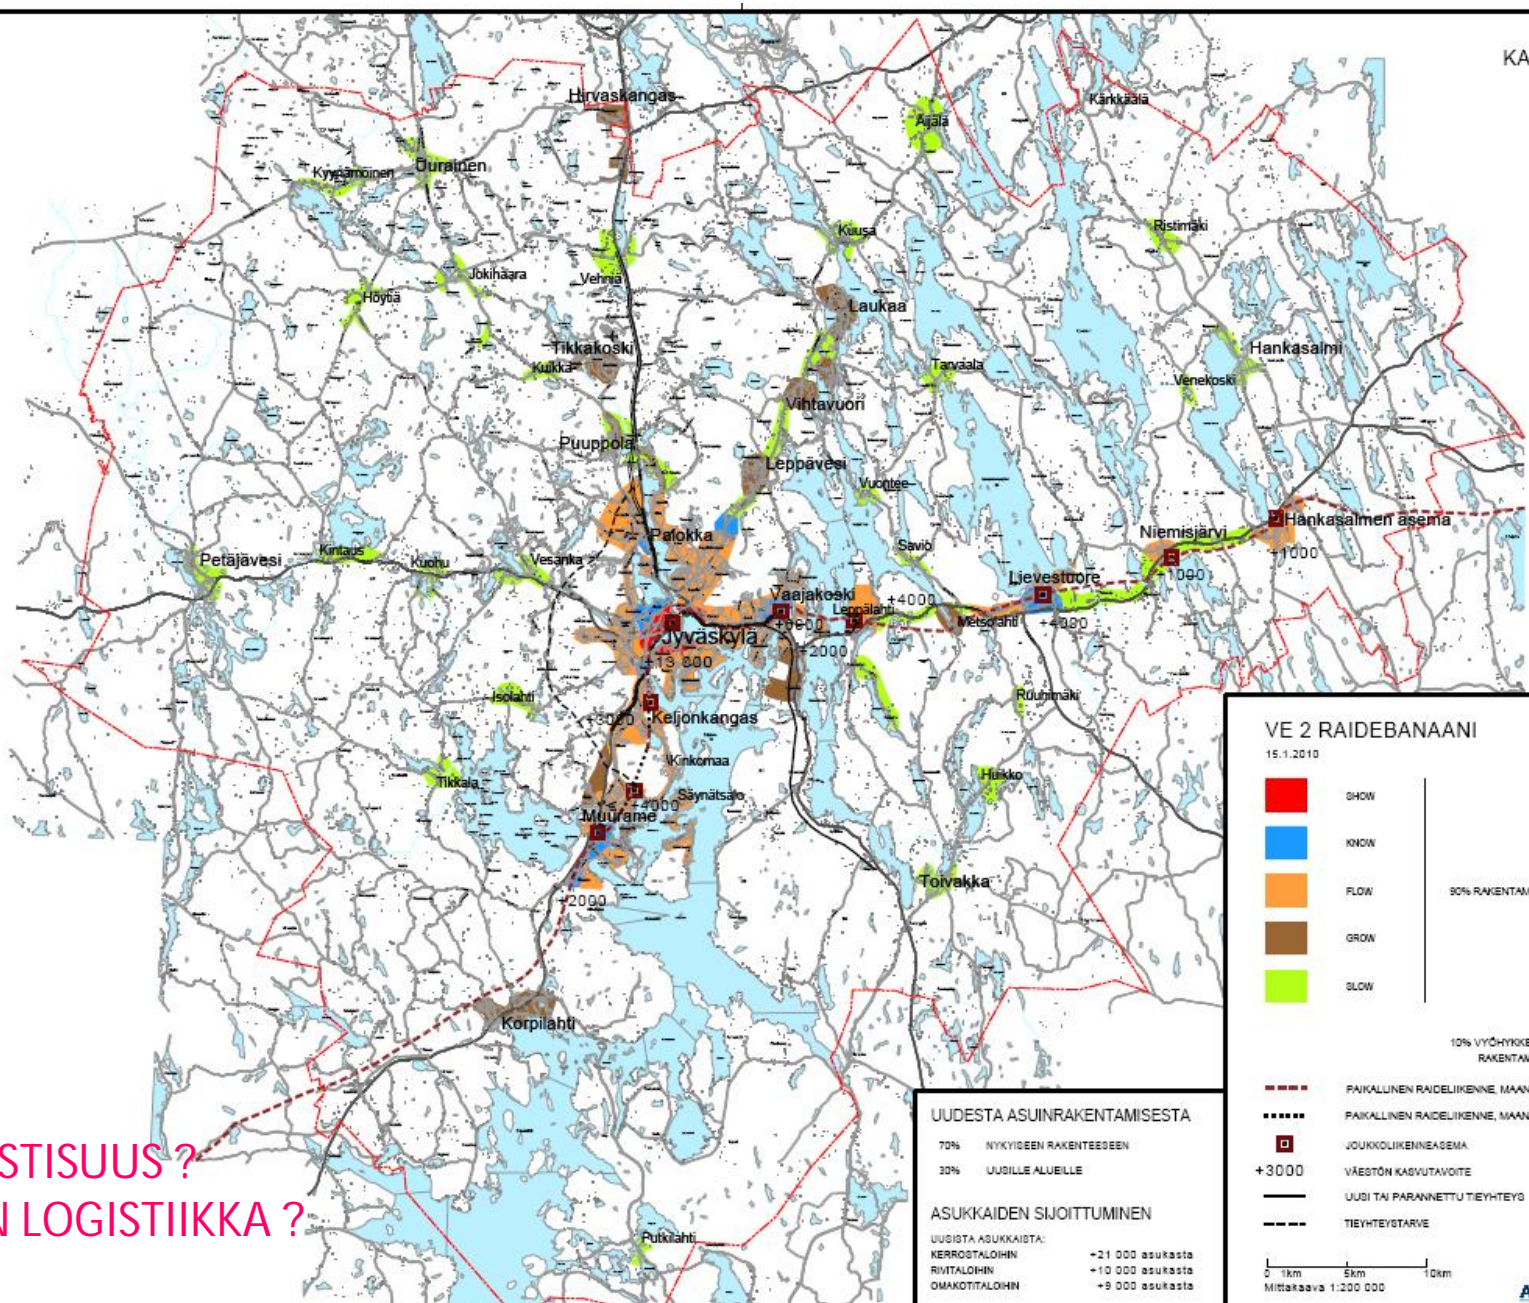 KA
Hirvaskangas
Kärkkäälä
Äijälä
Uurainen
Kyynämöinen
Kuusa
Ristimäki
Jokihaara
Vehniä
Höytiä
Laukaa
Tikkakoski
Hankasalmi
Kuikka
Tarvaala
Venekoski
Vihtavuori
Puuppola
Leppävesi
Vuontee
Hankasalmen asema
Palokka
Niemisjärvi
+1000
Petäjävesi
Kintaus
Kuohu
Vesanka
Savio
+1000
Lievestuore
Vaajakoski
Leppälahti
+4000
Metsolahti
+4000
Jyväskylä
+2000
+13 000
Isolahti
Ruuhimäki
+3000
Keljonkangas
Kinkomaa
Tikkala
Huikko
Säynätsalo
+4000
Muurame
Toivakka
+2000
Korpilahti
Putkilahti
STISUUS ?
N LOGISTIIKKA ?
UUDESTA ASUINRAKENTAMISESTA
70% NYKYISEEN RAKENTEESEEN
30% UUSILLE ALUEILLE
ASUKKAIDEN SIJOITTUMINEN
UUSISTA ASUKKAISTA:
KERROSTALOIHIN +21 000 asukasta
RIVITALOIHIN +10 000 asukasta
OMAKOTITALOIHIN +9 000 asukasta
VE 2 RAIDEBANAANI
15.1.2010
SHOW
KNOW
FLOW
90% RAKENTAM
GROW
SLOW
10% VYÖHYKKE
RAKENTAM
PAIKALLINEN RAIDELIIKENNE, MAAN
PAIKALLINEN RAIDELIIKENNE, MAAN
JOUKKOLIIKENNEASEMA
+3000 VÄESTÖN KASVUTAVOITE
UUSI TAI PARANNETTU TIEYHTEYS
TIEYHTEYSTARVE
0 1km 5km 10km
Mittakaava 1:200 000